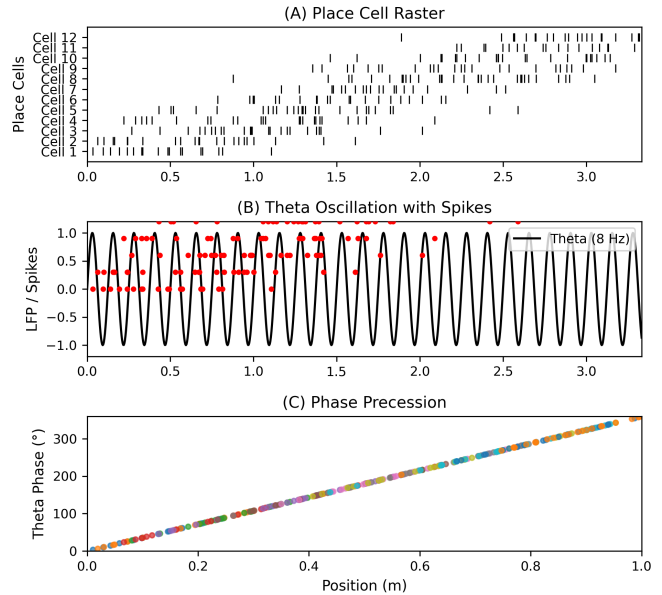 (A) Place Cell Raster
Place Cells
Cell 12
Cell 11
Cell 10
Cell 9
Cell 8
Cell 7
Cell 6
Cell 5
Cell 4
Cell 3
Cell 2
Cell 1
0.0 0.5 1.0 1.5 2.0 2.5 3.0
(B) Theta Oscillation with Spikes
LFP / Spikes
1.0
0.5
0.0
−0.5
−1.0
Theta (8 Hz)
0.0 0.5 1.0 1.5 2.0 2.5 3.0
(C) Phase Precession
Theta Phase (°)
300
200
100
0
0.0 0.2 0.4 0.6 0.8 1.0
Position (m)